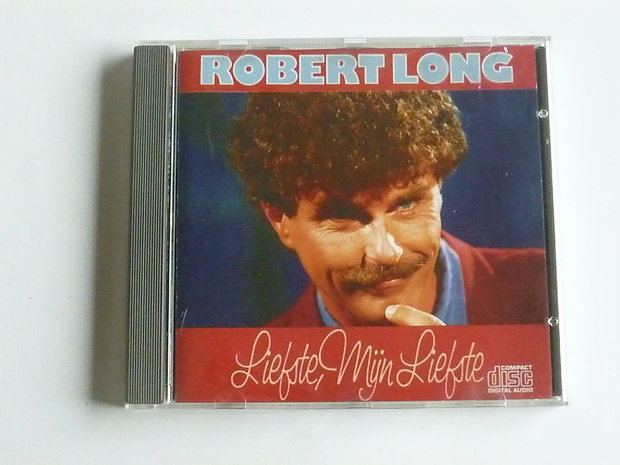 ROBERT LONG
Liefste, Mijn Liefste
COMPACT
disc
DIGITAL AUDIO